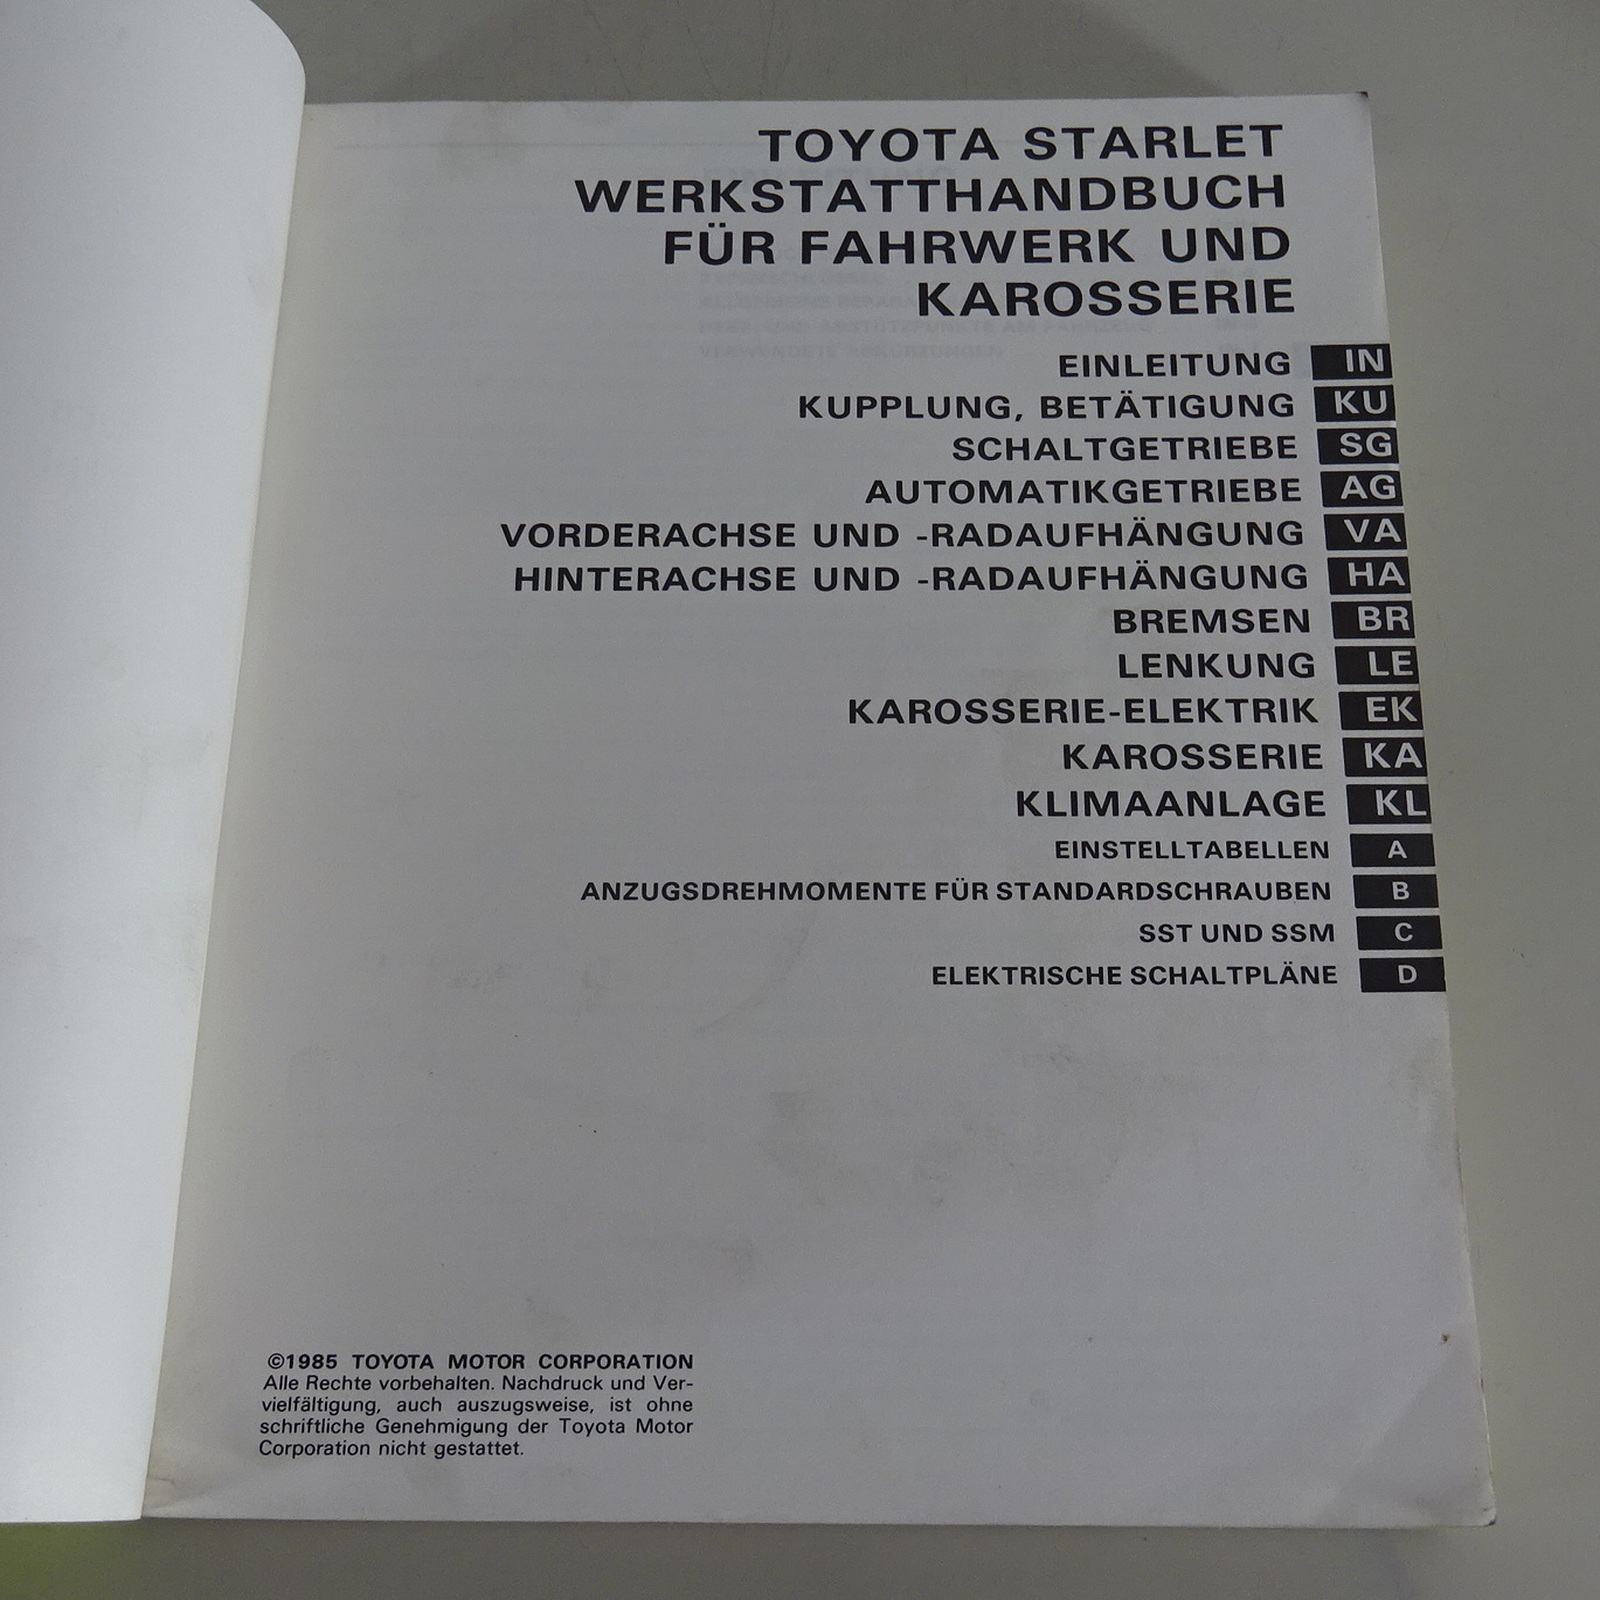 TOYOTA STARLET
WERKSTATTHANDBUCH
FÜR FAHRWERK UND
KAROSSERIE
EINLEITUNG IN
KUPPLUNG, BETÄTIGUNG KU
SCHALTGETRIEBE SG
AUTOMATIKGETRIEBE AG
VORDERACHSE UND -RADAUFHÄNGUNG VA
HINTERACHSE UND -RADAUFHÄNGUNG HA
BREMSEN BR
LENKUNG LE
KAROSSERIE-ELEKTRIK EK
KAROSSERIE KA
KLIMAANLAGE KL
EINSTELLTABELLEN A
ANZUGSDREHMOMENTE FÜR STANDARDSCHRAUBEN B
SST UND SSM C
ELEKTRISCHE SCHALTPLÄNE D
©1985 TOYOTA MOTOR CORPORATION
Alle Rechte vorbehalten. Nachdruck und Ver-
vielfältigung, auch auszugsweise, ist ohne
schriftliche Genehmigung der Toyota Motor
Corporation nicht gestattet.